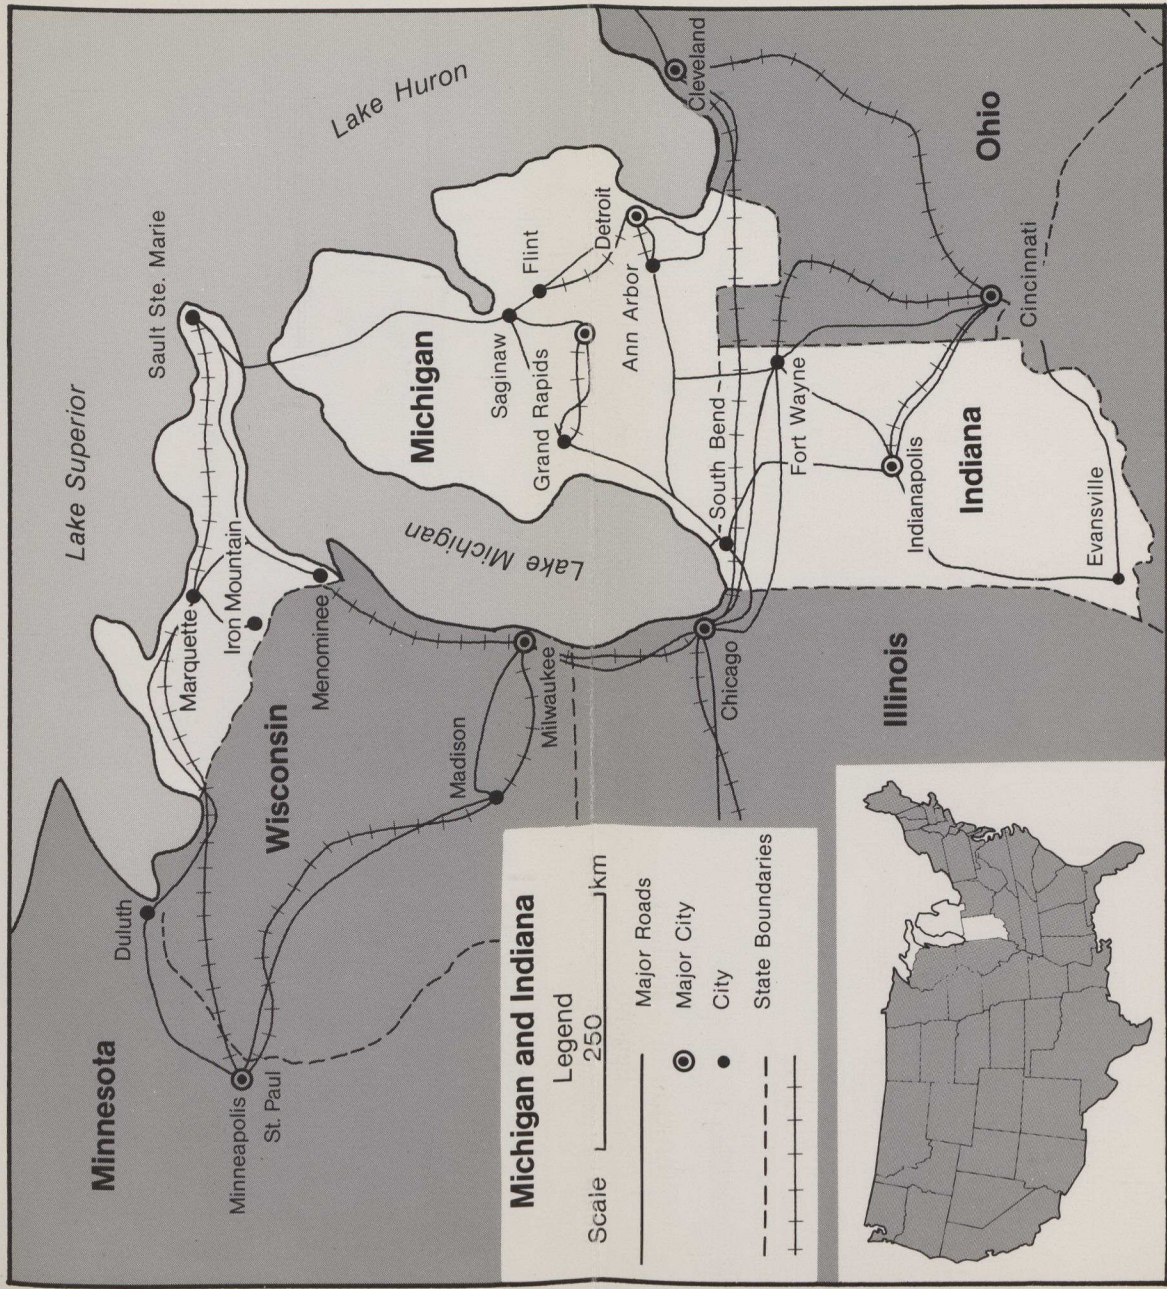 Lake Superior
Lake Huron
Lake Michigan
Minnesota
Wisconsin
Michigan
Illinois
Indiana
Ohio
Duluth
Minneapolis
St. Paul
Marquette
Iron Mountain
Menominee
Sault Ste. Marie
Madison
Milwaukee
Chicago
Saginaw
Flint
Grand Rapids
Detroit
Ann Arbor
South Bend
Fort Wayne
Indianapolis
Evansville
Cincinnati
Cleveland
Michigan and Indiana
Legend
Scale 250 km
Major Roads
Major City
City
State Boundaries